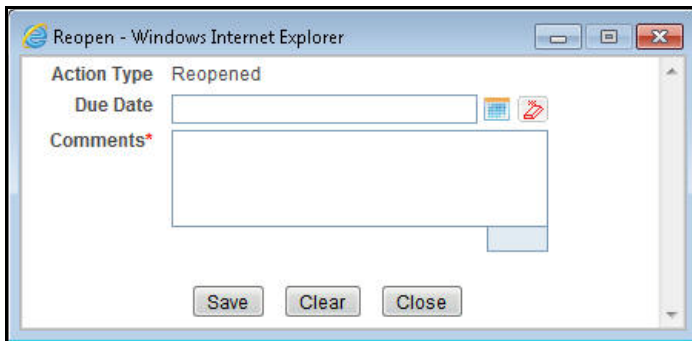 Reopen - Windows Internet Explorer
Action Type Reopened
Due Date
Comments*
Save Clear Close